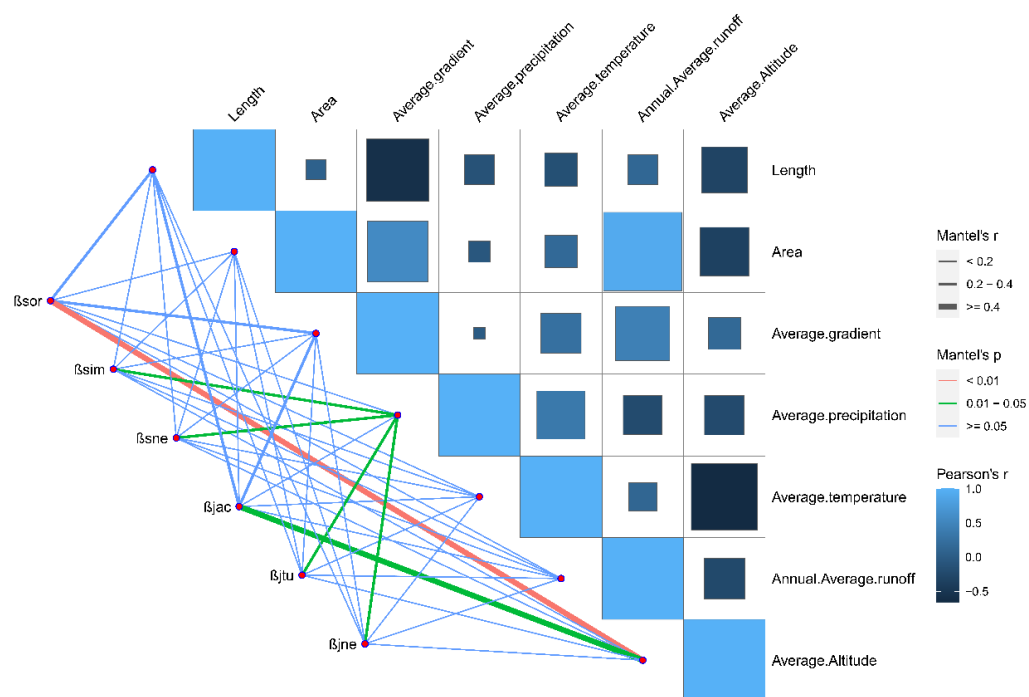 Length
Area
Average.gradient
Average.precipitation
Average.temperature
Annual.Average.runoff
Average.Altitude
Length
Area
Average.gradient
Average.precipitation
Average.temperature
Annual.Average.runoff
Average.Altitude
ßsor
ßsim
ßsne
ßjac
ßjtu
ßjne
Mantel's r
< 0.2
0.2 − 0.4
>= 0.4
Mantel's p
< 0.01
0.01 − 0.05
>= 0.05
Pearson's r
1.0
0.5
0.0
−0.5